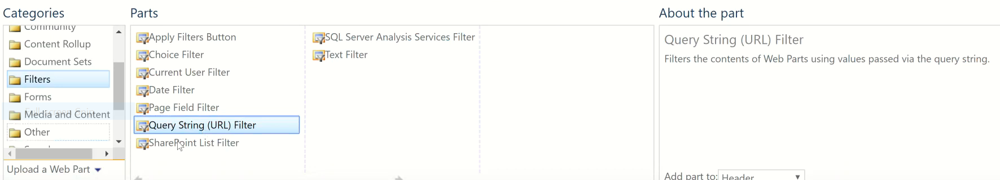 Categories
Community
Content Rollup
Document Sets
Filters
Forms
Media and Content
Other
Upload a Web Part
Parts
Apply Filters Button
Choice Filter
Current User Filter
Date Filter
Page Field Filter
Query String (URL) Filter
SharePoint List Filter
SQL Server Analysis Services Filter
Text Filter
About the part
Query String (URL) Filter
Filters the contents of Web Parts using values passed via the query string.
Add part to: Header